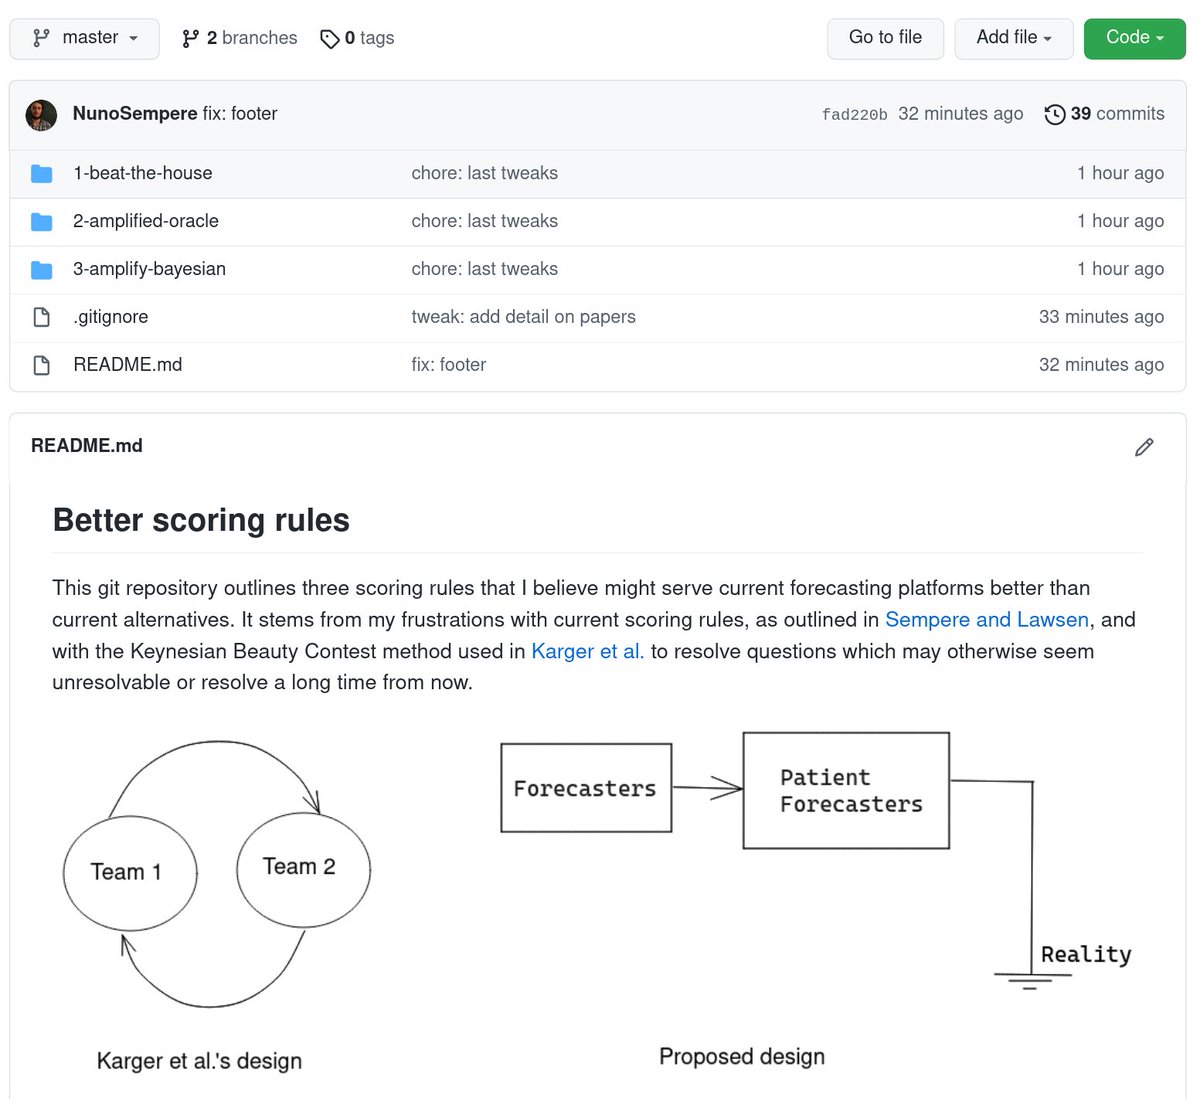 master 2 branches 0 tags Go to file Add file Code
NunoSempere fix: footer fad220b 32 minutes ago 39 commits
1-beat-the-house chore: last tweaks 1 hour ago
2-amplified-oracle chore: last tweaks 1 hour ago
3-amplify-bayesian chore: last tweaks 1 hour ago
.gitignore tweak: add detail on papers 33 minutes ago
README.md fix: footer 32 minutes ago
README.md
Better scoring rules
This git repository outlines three scoring rules that I believe might serve current forecasting platforms better than
current alternatives. It stems from my frustrations with current scoring rules, as outlined in Sempere and Lawsen, and
with the Keynesian Beauty Contest method used in Karger et al. to resolve questions which may otherwise seem
unresolvable or resolve a long time from now.
Team 1
Team 2
Karger et al.'s design
Forecasters
Patient
Forecasters
Reality
Proposed design